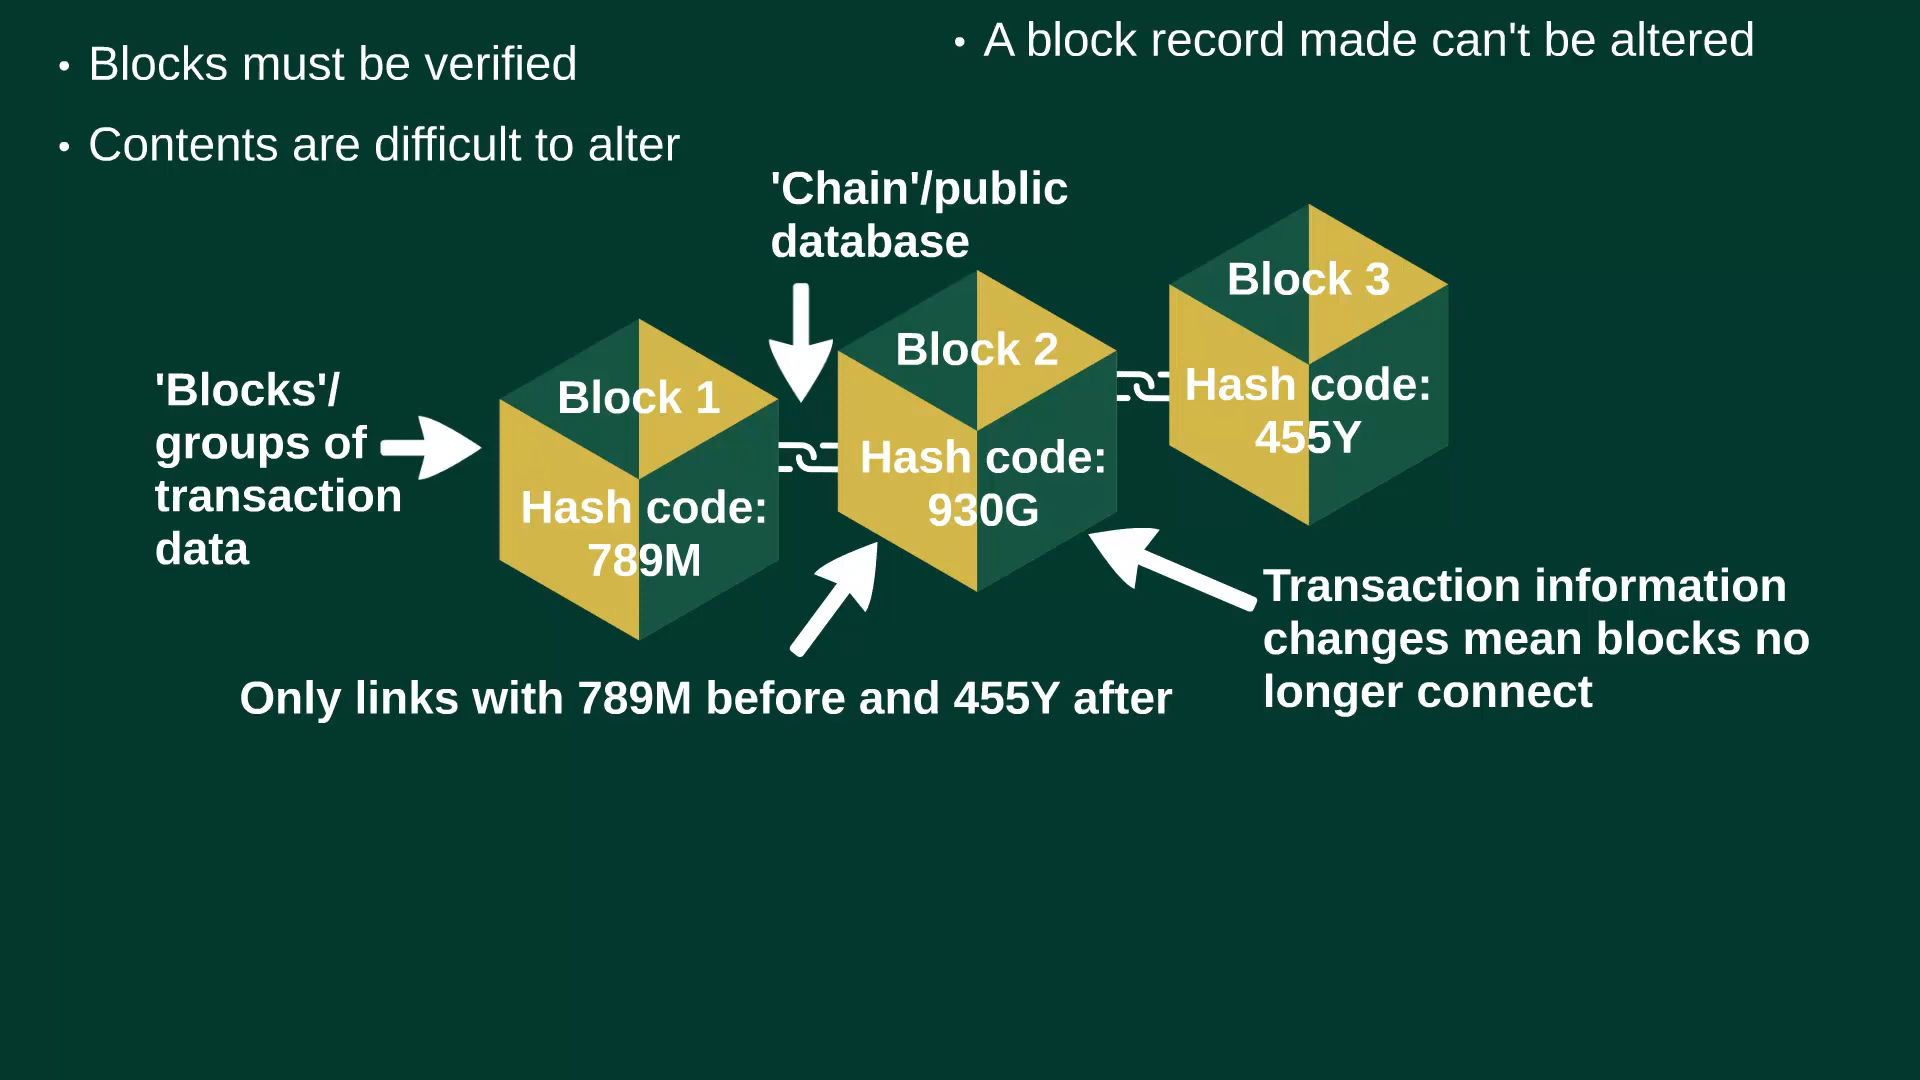 • Blocks must be verified
• Contents are difficult to alter
• A block record made can't be altered
'Chain'/public
database
'Blocks'/
groups of
transaction
data
Block 1
Hash code:
789M
Block 2
Hash code:
930G
Block 3
Hash code:
455Y
Only links with 789M before and 455Y after
Transaction information
changes mean blocks no
longer connect